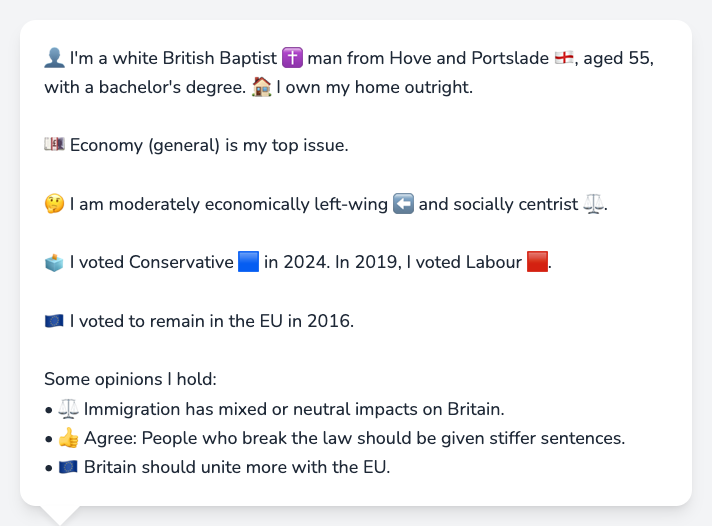 👤 I'm a white British Baptist ✝️ man from Hove and Portslade 🏴󠁧󠁢󠁥󠁮󠁧󠁿, aged 55,
with a bachelor's degree. 🏠 I own my home outright.
💷 Economy (general) is my top issue.
🤔 I am moderately economically left-wing ⬅️ and socially centrist ⚖️.
🗳️ I voted Conservative 🟦 in 2024. In 2019, I voted Labour 🟥.
🇪🇺 I voted to remain in the EU in 2016.
Some opinions I hold:
• ⚖️ Immigration has mixed or neutral impacts on Britain.
• 👍 Agree: People who break the law should be given stiffer sentences.
• 🇪🇺 Britain should unite more with the EU.